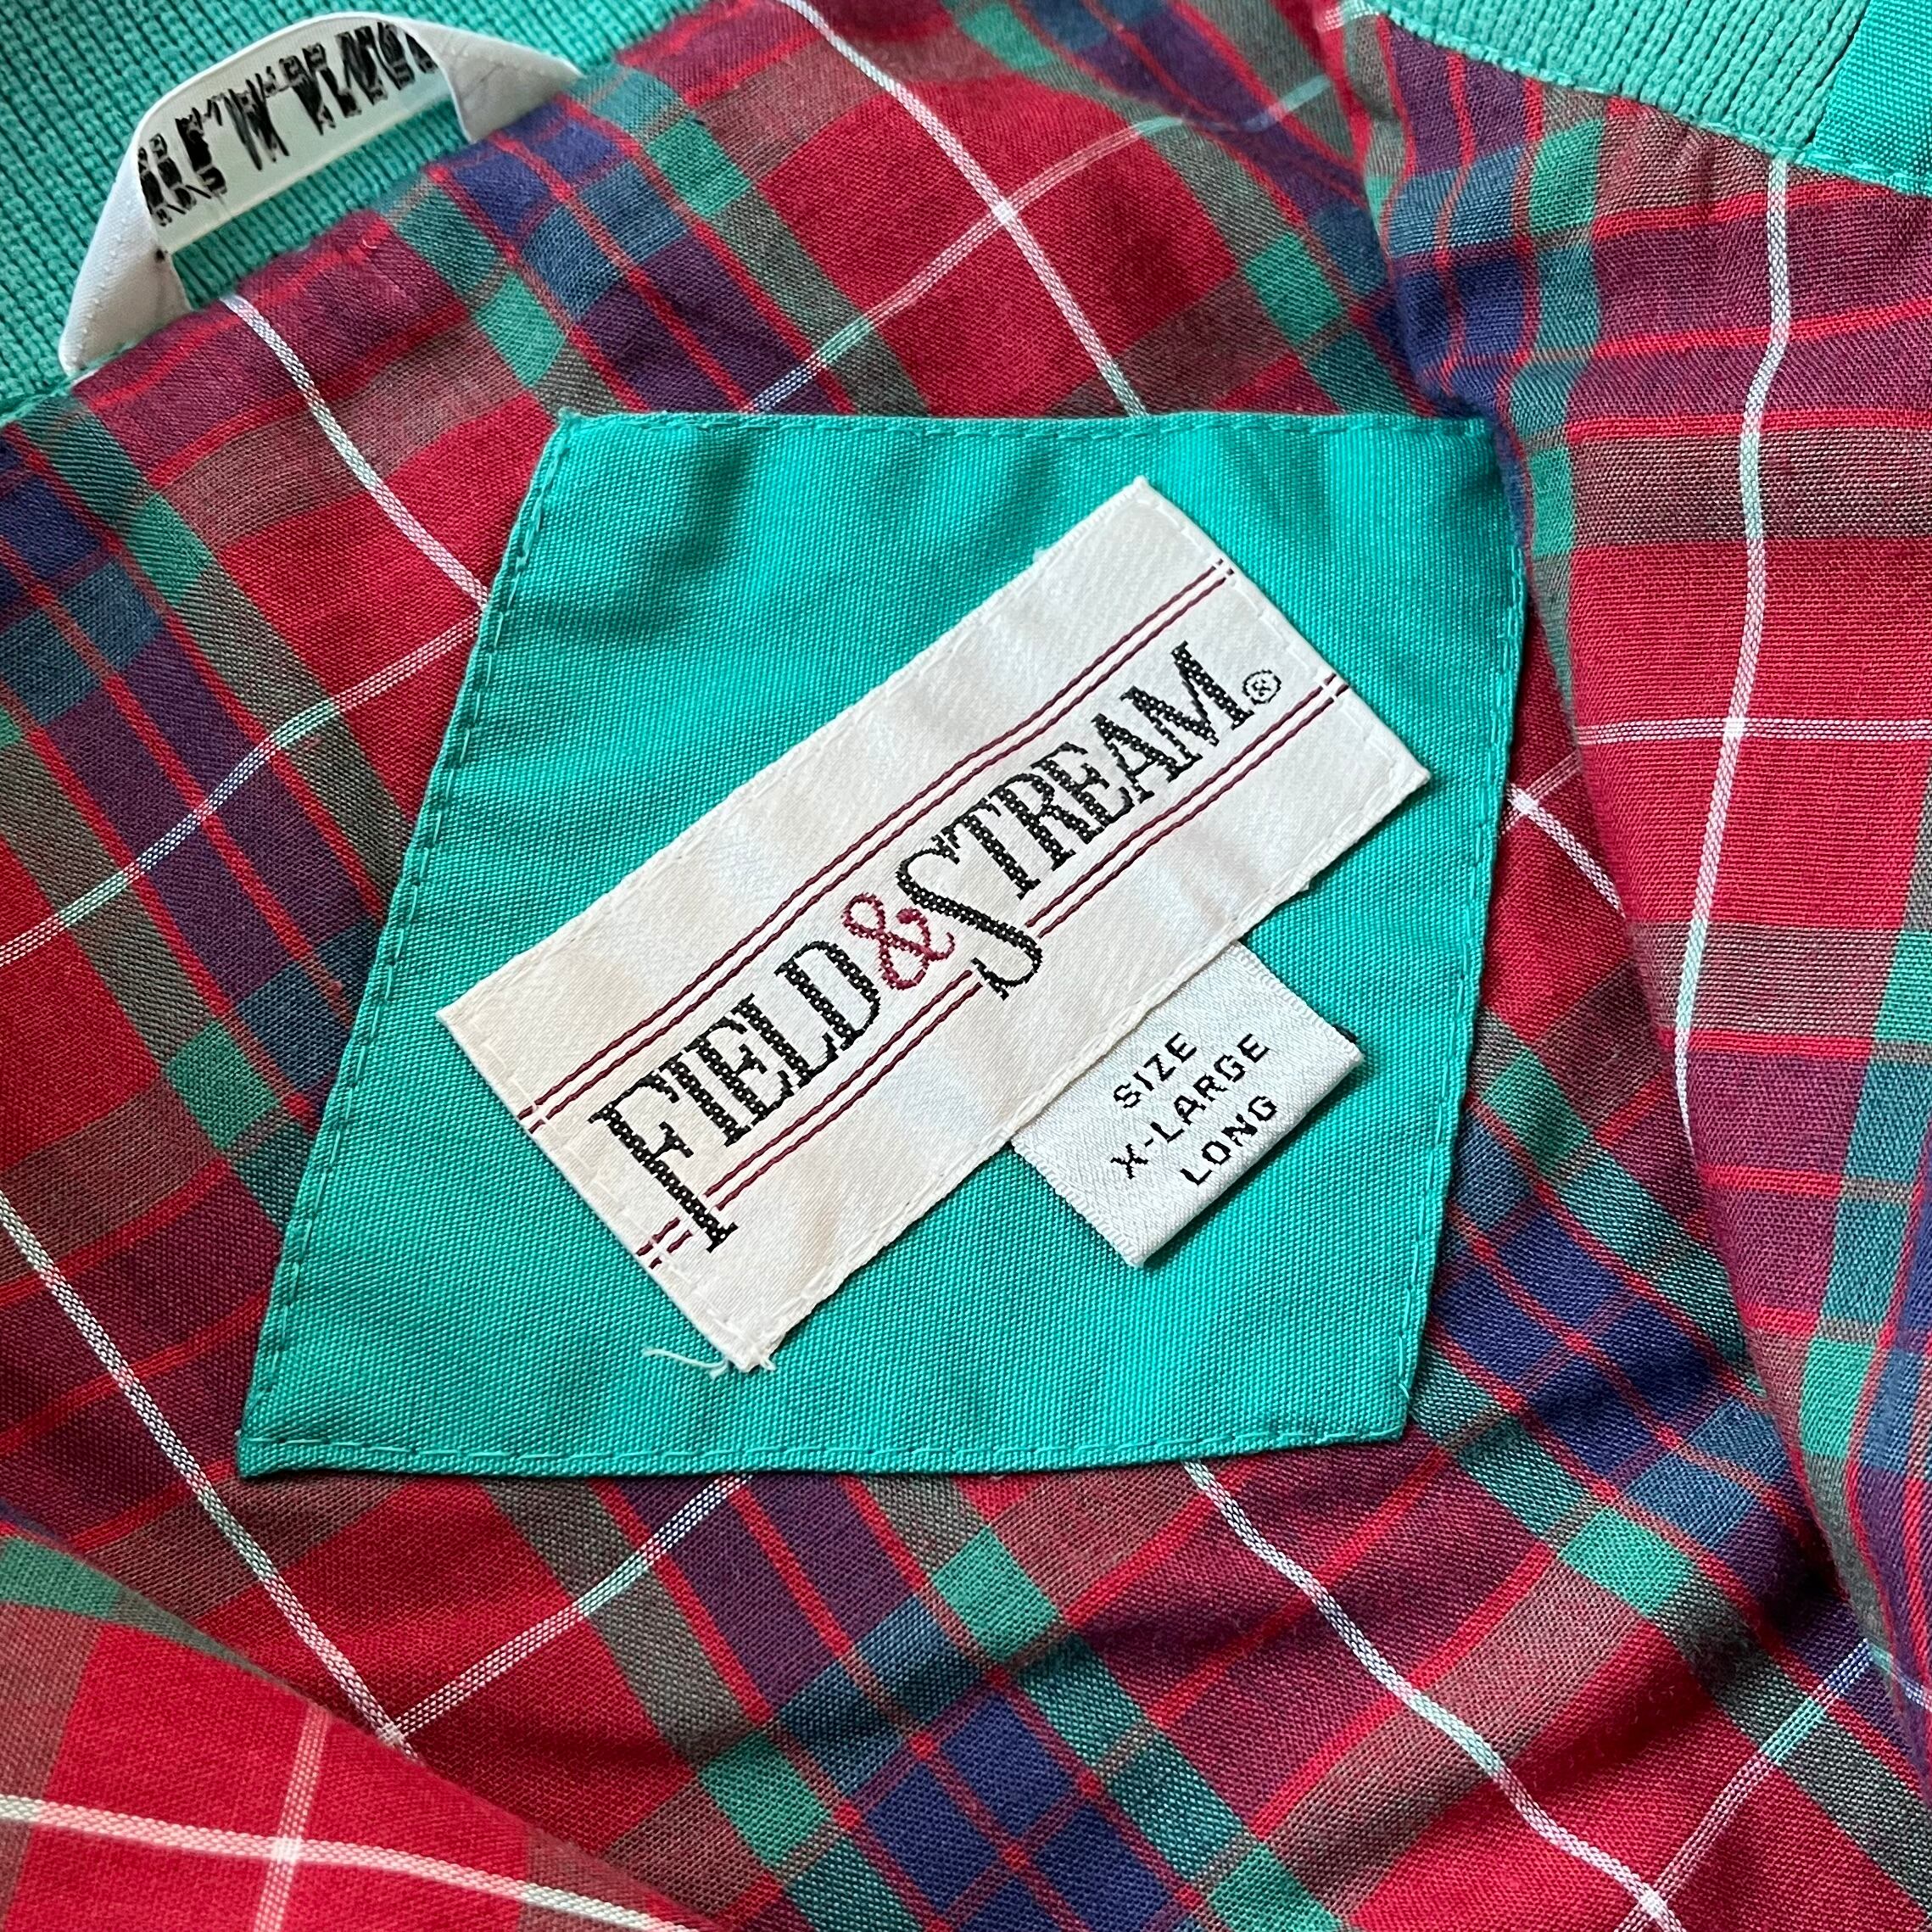 FIELD & STREAM®
SIZE
X-LARGE
LONG